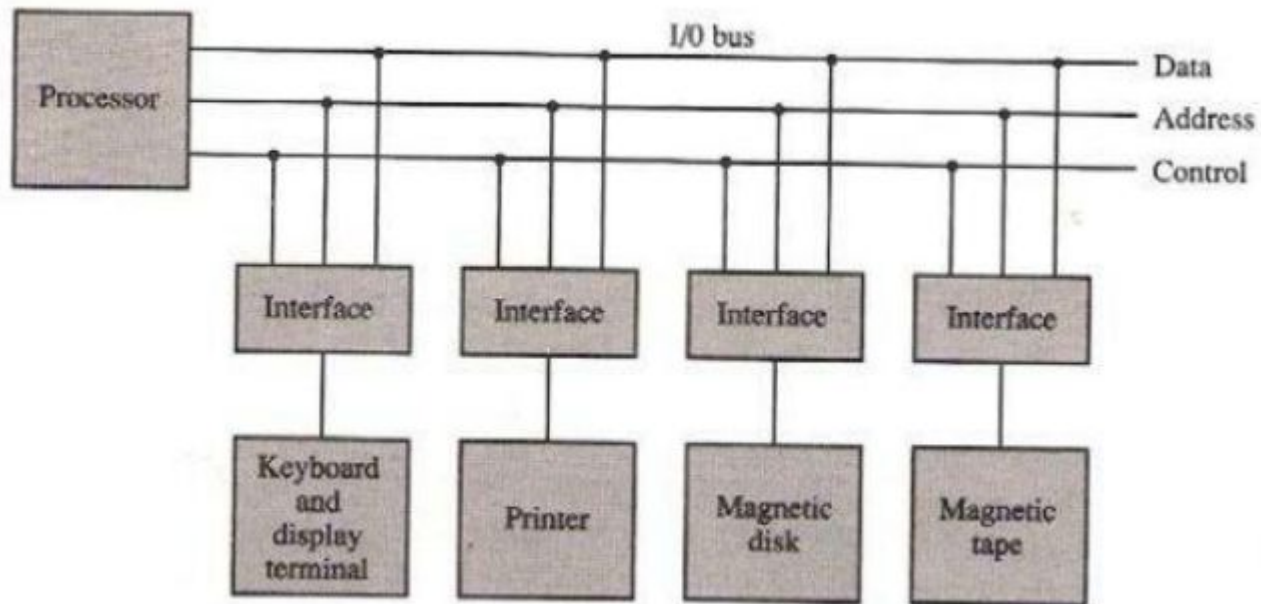 I/0 bus
Data
Processor
Address
Control
Interface
Interface
Interface
Interface
Keyboard
and
display
terminal
Printer
Magnetic
disk
Magnetic
tape